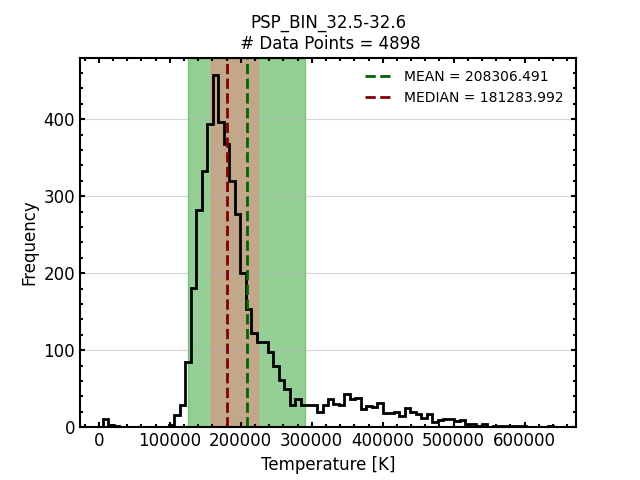 PSP_BIN_32.5-32.6
# Data Points = 4898
MEAN = 208306.491
MEDIAN = 181283.992
Frequency
400
300
200
100
0
0 100000 200000 300000 400000 500000 600000
Temperature [K]